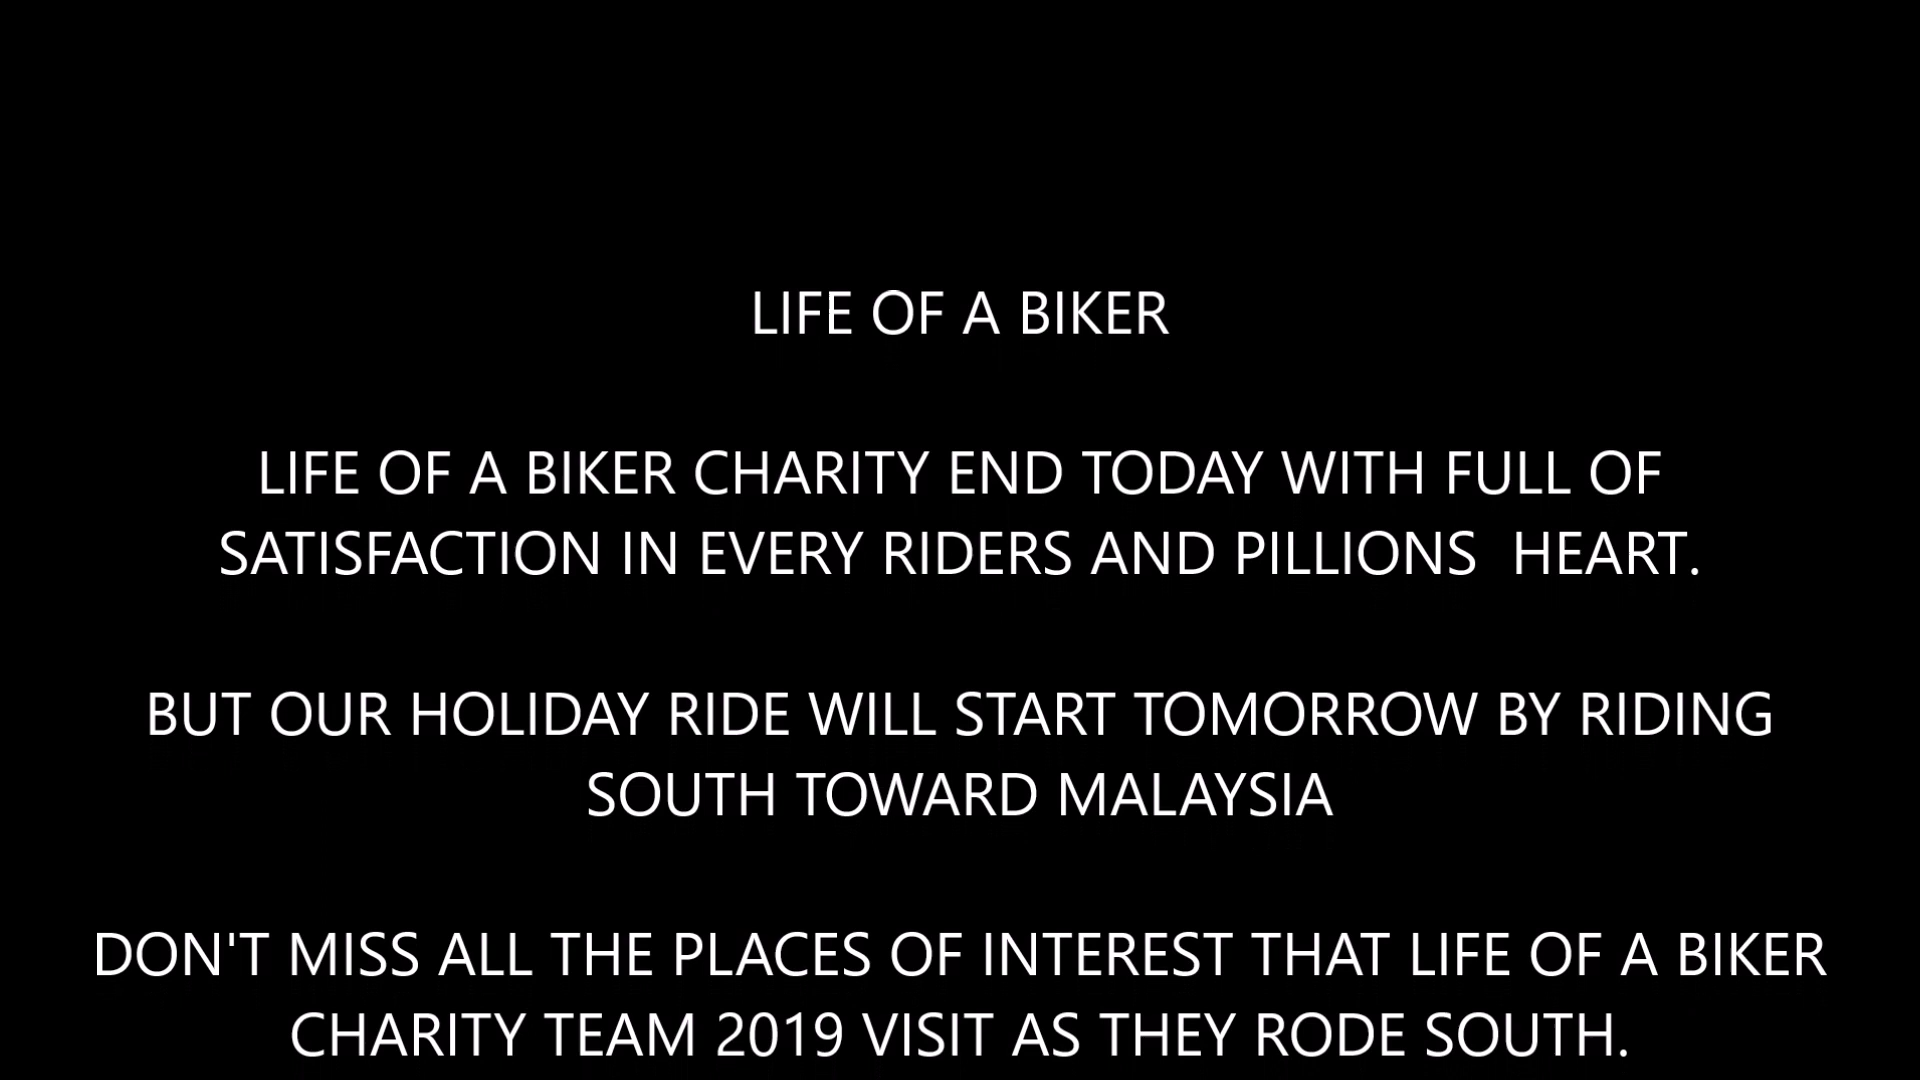 LIFE OF A BIKER
LIFE OF A BIKER CHARITY END TODAY WITH FULL OF
SATISFACTION IN EVERY RIDERS AND PILLIONS  HEART.
BUT OUR HOLIDAY RIDE WILL START TOMORROW BY RIDING
SOUTH TOWARD MALAYSIA
DON'T MISS ALL THE PLACES OF INTEREST THAT LIFE OF A BIKER
CHARITY TEAM 2019 VISIT AS THEY RODE SOUTH.